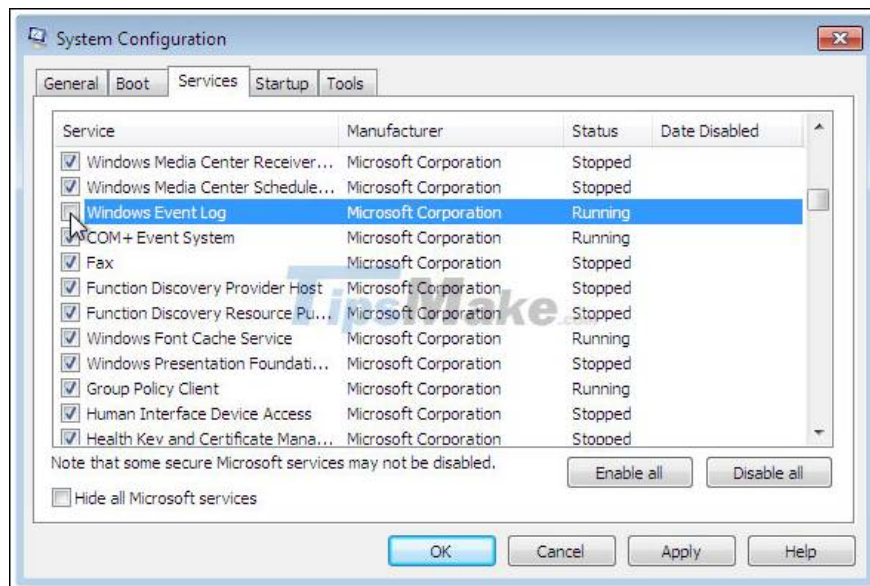 System Configuration
General Boot Services Startup Tools
Service Manufacturer Status Date Disabled
Windows Media Center Receiver... Microsoft Corporation Stopped
Windows Media Center Schedule... Microsoft Corporation Stopped
Windows Event Log Microsoft Corporation Running
COM+ Event System Microsoft Corporation Running
Fax Microsoft Corporation Stopped
Function Discovery Provider Host Microsoft Corporation Stopped
Function Discovery Resource Pu... Microsoft Corporation Stopped
TipsMake.com
Windows Font Cache Service Microsoft Corporation Running
Windows Presentation Foundati... Microsoft Corporation Stopped
Group Policy Client Microsoft Corporation Running
Human Interface Device Access Microsoft Corporation Stopped
Health Key and Certificate Mana... Microsoft Corporation Stopped
Note that some secure Microsoft services may not be disabled.
Enable all Disable all
Hide all Microsoft services
OK Cancel Apply Help